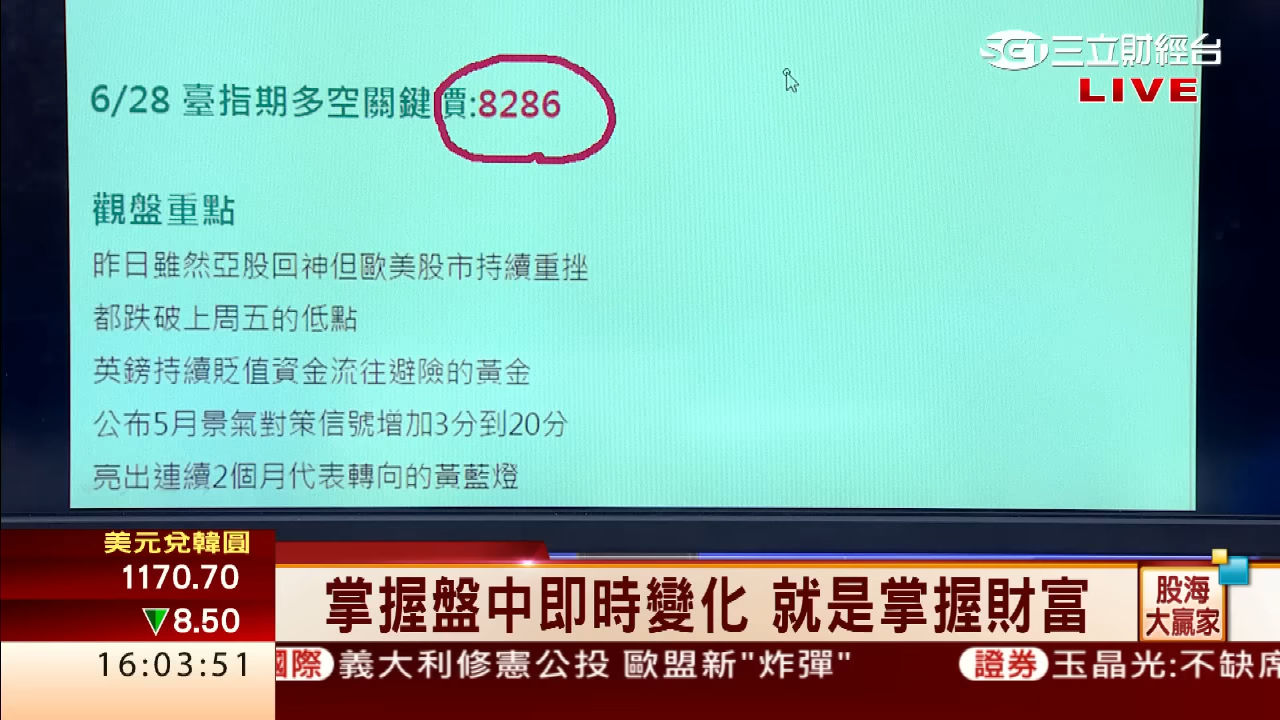 SET 三立財經台
LIVE
6/28 臺指期多空關鍵價:8286
觀盤重點
昨日雖然亞股回神但歐美股市持續重挫
都跌破上周五的低點
英鎊持續貶值資金流往避險的黃金
公布5月景氣對策信號增加3分到20分
亮出連續2個月代表轉向的黃藍燈
美元兌韓圓
1170.70
▼8.50
16:03:51
掌握盤中即時變化 就是掌握財富
股海
大贏家
國際 義大利修憲公投 歐盟新"炸彈"
證券 玉晶光:不缺席